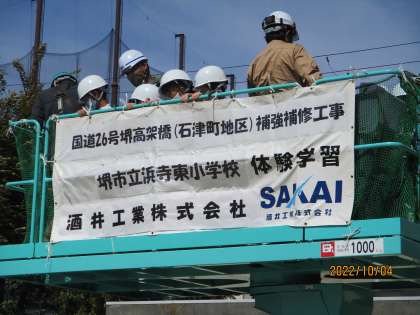 国道26号堺高架橋(石津町地区)補強補修工事
堺市立浜寺東小学校 体験学習
酒井工業株式会社
SAKAI
酒井工業株式会社
1000
2022/10/04